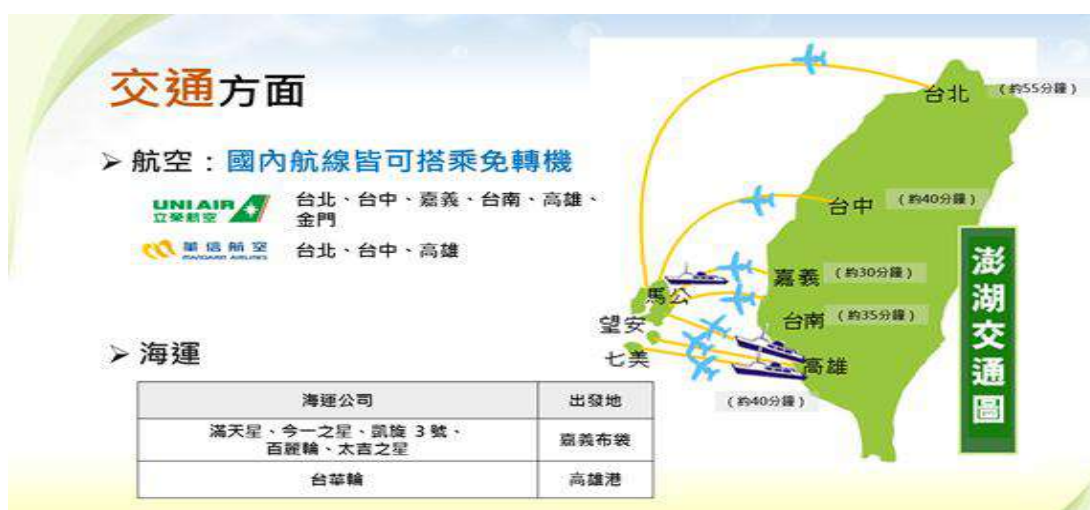 交通方面
➢ 航空：國內航線皆可搭乘免轉機
UNI AIR
立榮航空
台北、台中、嘉義、台南、高雄、
金門
華信航空
MANDARIN AIRLINES
台北、台中、高雄
➢ 海運
海運公司
出發地
滿天星、今一之星、凱旋 3 號、
百麗輪、太吉之星
嘉義布袋
台華輪
高雄港
台北
（約55分鐘）
台中
（約40分鐘）
嘉義
（約30分鐘）
馬公
台南
（約35分鐘）
望安
七美
高雄
（約40分鐘）
澎湖交通圖